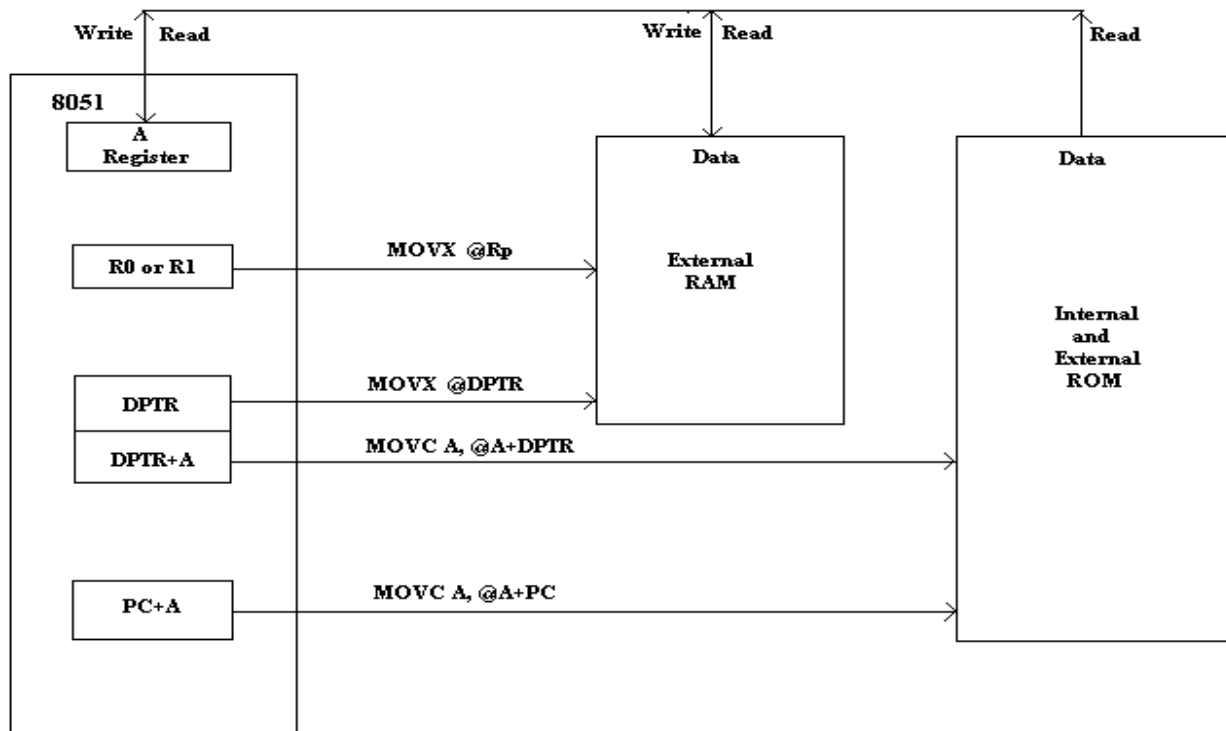 Write Read
Write Read
Read
8051
A
Register
Data
Data
R0 or R1
MOVX @Rp
External
RAM
Internal
and
External
ROM
DPTR
MOVX @DPTR
DPTR+A
MOVC A, @A+DPTR
PC+A
MOVC A, @A+PC